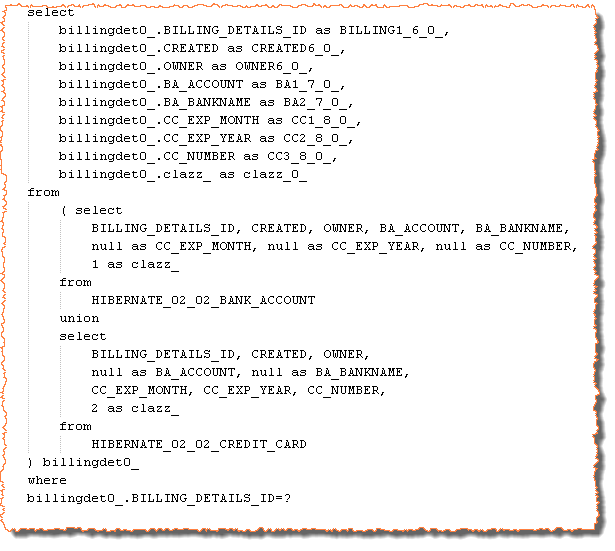 select
billingdet0_.BILLING_DETAILS_ID as BILLING1_6_0_,
billingdet0_.CREATED as CREATED6_0_,
billingdet0_.OWNER as OWNER6_0_,
billingdet0_.BA_ACCOUNT as BA1_7_0_,
billingdet0_.BA_BANKNAME as BA2_7_0_,
billingdet0_.CC_EXP_MONTH as CC1_8_0_,
billingdet0_.CC_EXP_YEAR as CC2_8_0_,
billingdet0_.CC_NUMBER as CC3_8_0_,
billingdet0_.clazz_ as clazz_0_
from
( select
BILLING_DETAILS_ID, CREATED, OWNER, BA_ACCOUNT, BA_BANKNAME,
null as CC_EXP_MONTH, null as CC_EXP_YEAR, null as CC_NUMBER,
1 as clazz_
from
HIBERNATE_02_02_BANK_ACCOUNT
union
select
BILLING_DETAILS_ID, CREATED, OWNER,
null as BA_ACCOUNT, null as BA_BANKNAME,
CC_EXP_MONTH, CC_EXP_YEAR, CC_NUMBER,
2 as clazz_
from
HIBERNATE_02_02_CREDIT_CARD
) billingdet0_
where
billingdet0_.BILLING_DETAILS_ID=?